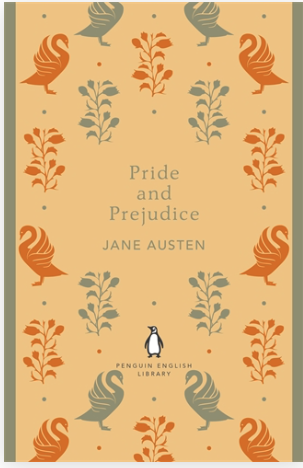 Pride
and
Prejudice
JANE AUSTEN
PENGUIN ENGLISH
LIBRARY